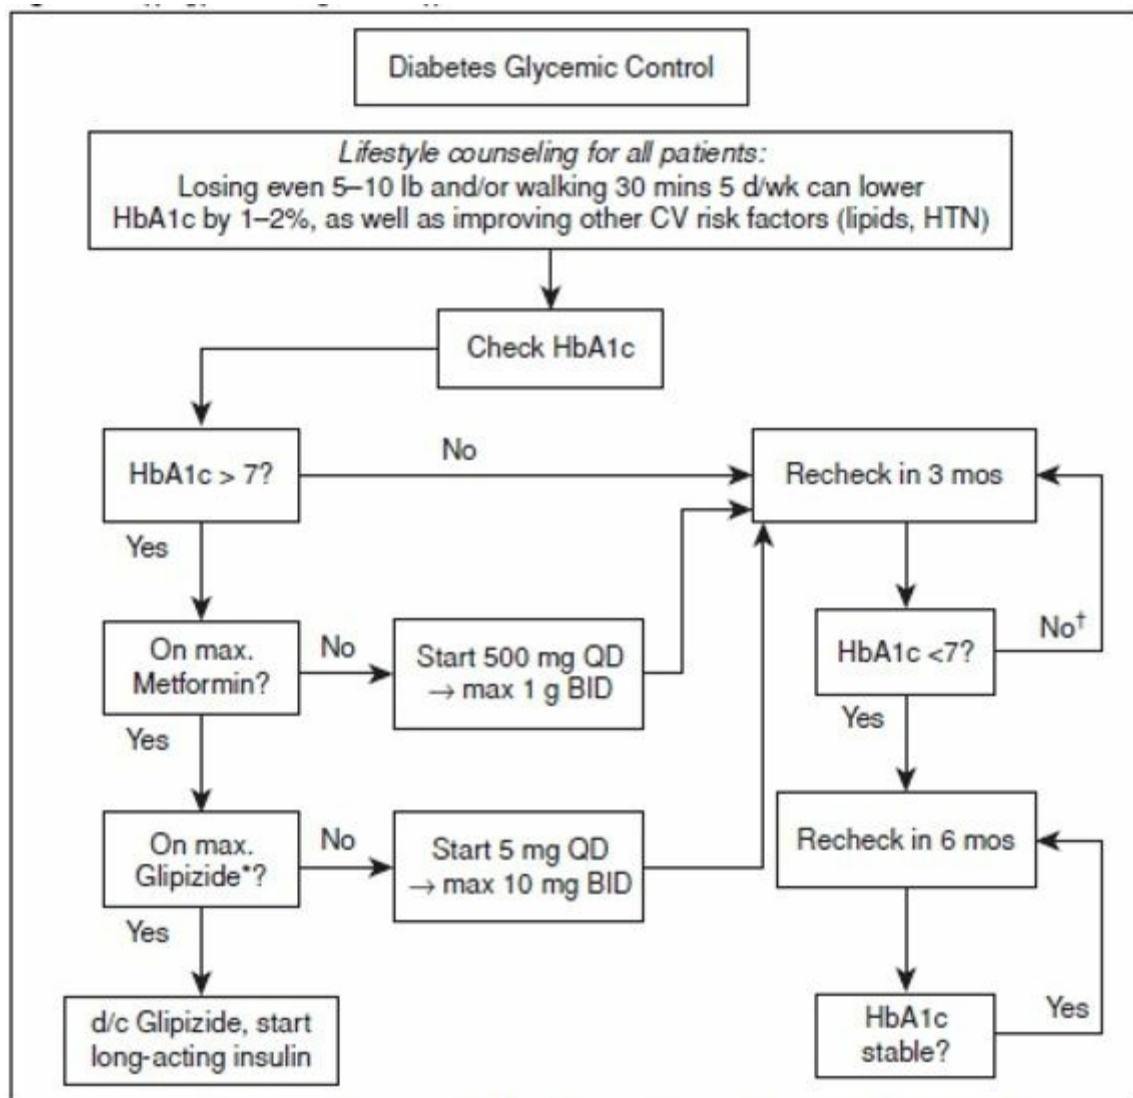 Diabetes Glycemic Control
Lifestyle counseling for all patients:
Losing even 5–10 lb and/or walking 30 mins 5 d/wk can lower
HbA1c by 1–2%, as well as improving other CV risk factors (lipids, HTN)
Check HbA1c
HbA1c > 7?
No
Recheck in 3 mos
Yes
On max.
Metformin?
No
Start 500 mg QD
→ max 1 g BID
HbA1c <7?
No†
Yes
Yes
On max.
Glipizide*?
No
Start 5 mg QD
→ max 10 mg BID
Recheck in 6 mos
Yes
d/c Glipizide, start
long-acting insulin
HbA1c
stable?
Yes